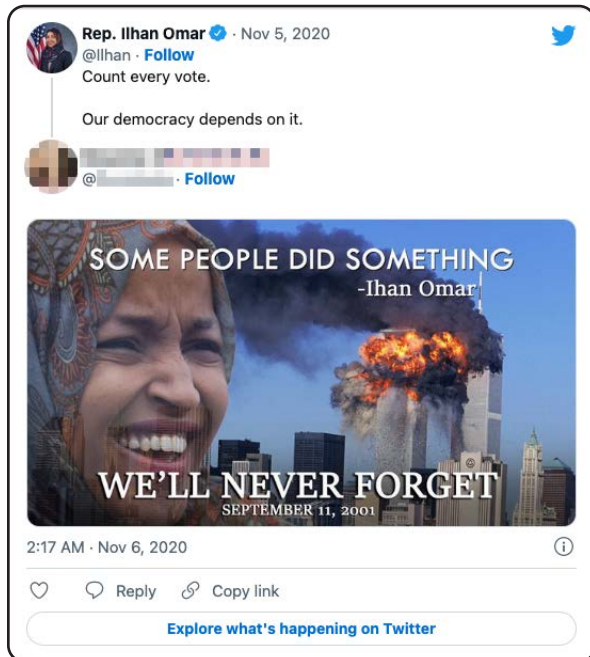 Rep. Ilhan Omar · Nov 5, 2020
@Ilhan · Follow
Count every vote.
Our democracy depends on it.
@ · Follow
SOME PEOPLE DID SOMETHING
-Ihan Omar
WE'LL NEVER FORGET
SEPTEMBER 11, 2001
2:17 AM · Nov 6, 2020
Reply Copy link
Explore what's happening on Twitter